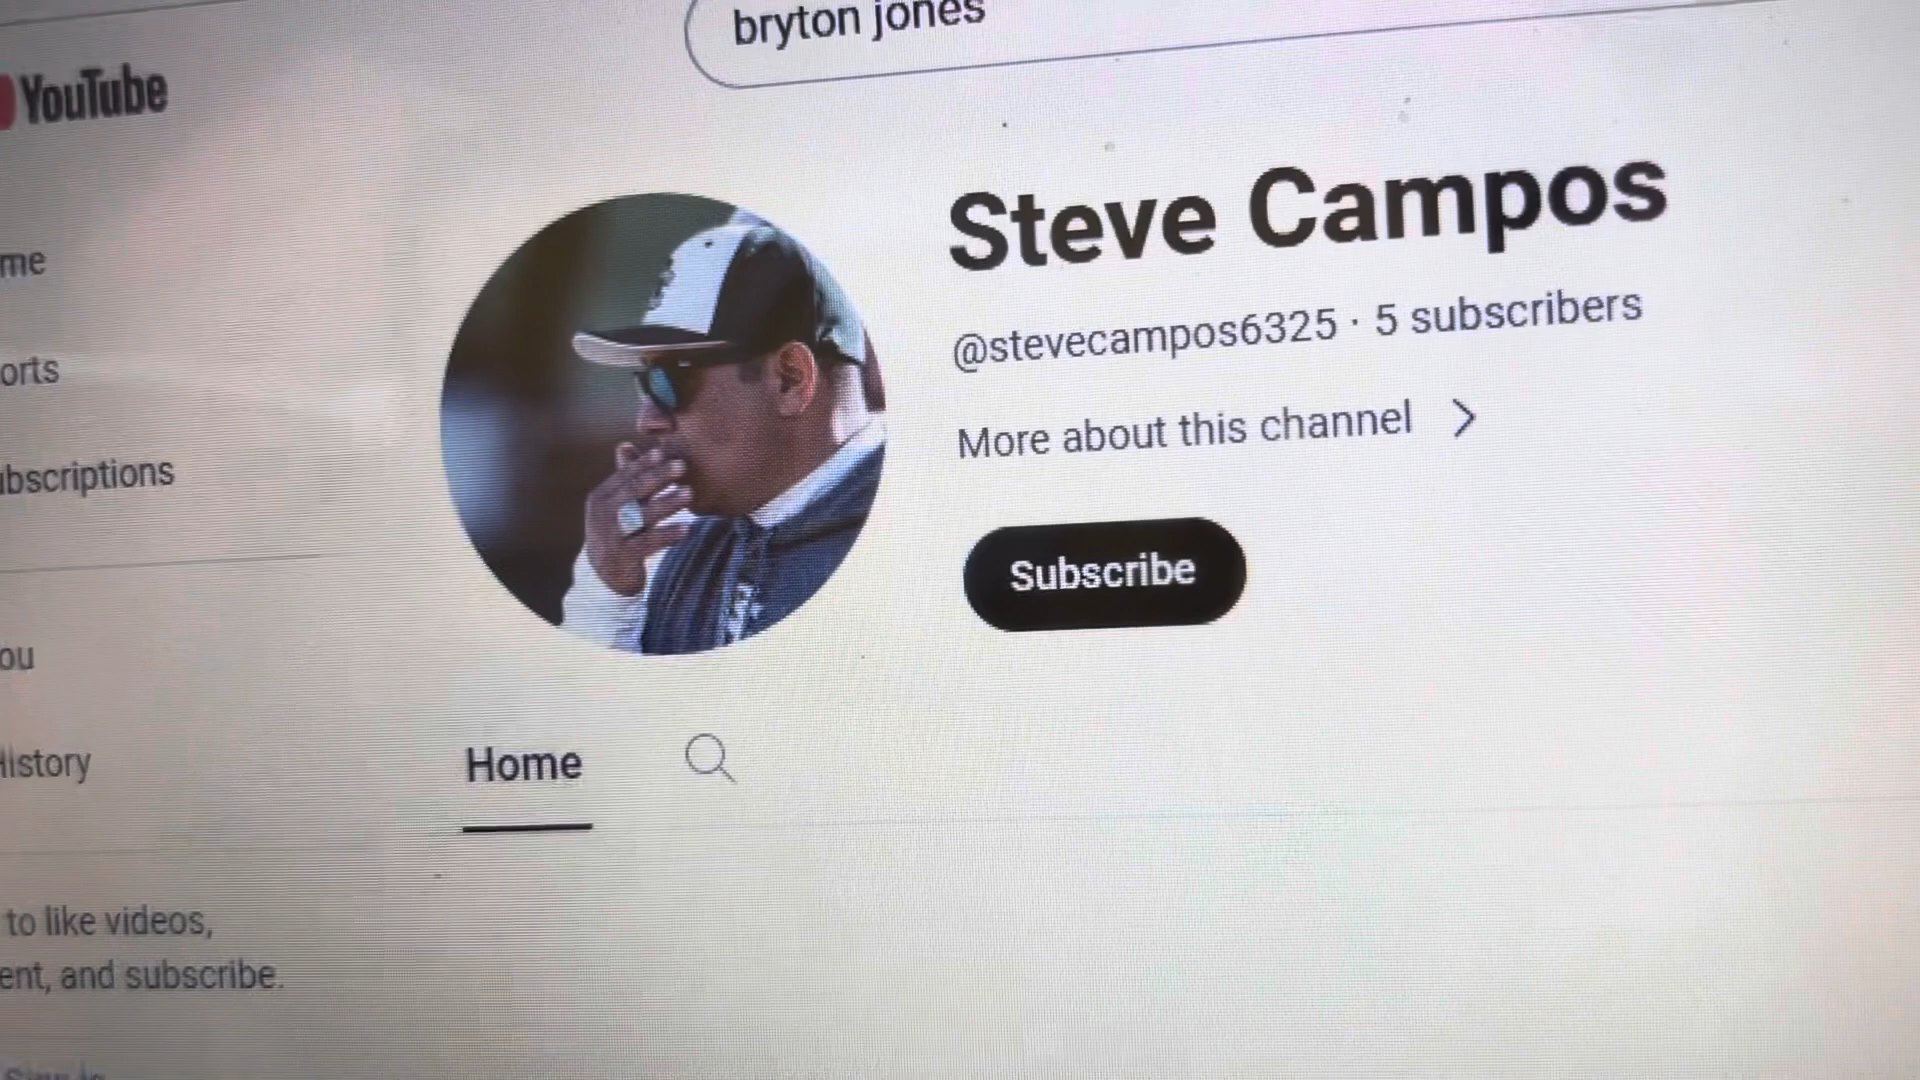 bryton jones
YouTube
Steve Campos
@stevecampos6325 · 5 subscribers
More about this channel
Subscribe
me
orts
ubscriptions
ou
History
Home
to like videos,
ent, and subscribe.